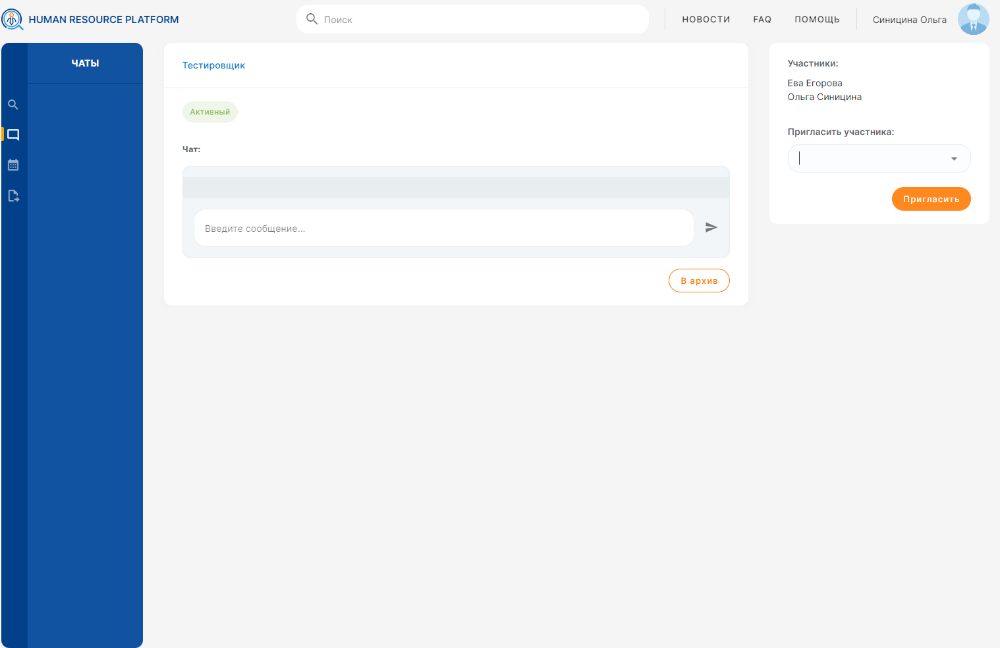 HUMAN RESOURCE PLATFORM
Поиск
НОВОСТИ
FAQ
ПОМОЩЬ
Синицина Ольга
ЧАТЫ
Тестировщик
Активный
Чат:
Введите сообщение...
В архив
Участники:
Ева Егорова
Ольга Синицина
Пригласить участника:
Пригласить